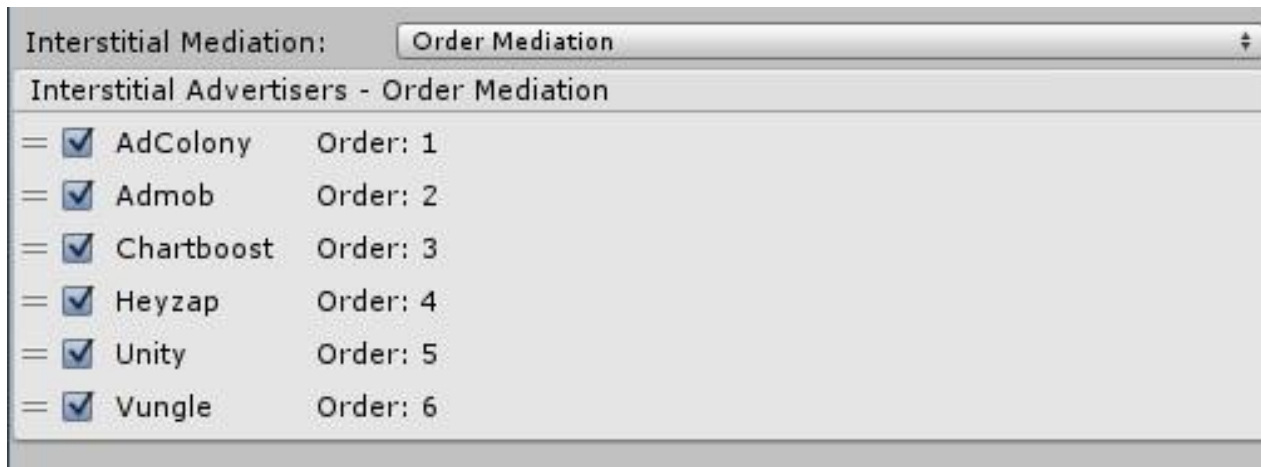 Interstitial Mediation: Order Mediation
Interstitial Advertisers - Order Mediation
AdColony Order: 1
Admob Order: 2
Chartboost Order: 3
Heyzap Order: 4
Unity Order: 5
Vungle Order: 6